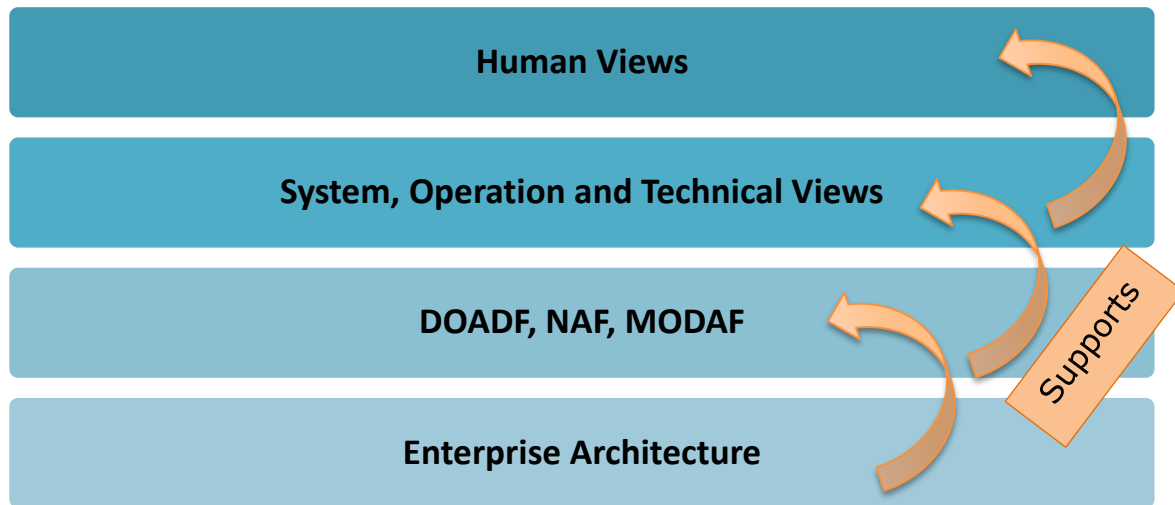 Human Views
System, Operation and Technical Views
DOADF, NAF, MODAF
Supports
Enterprise Architecture